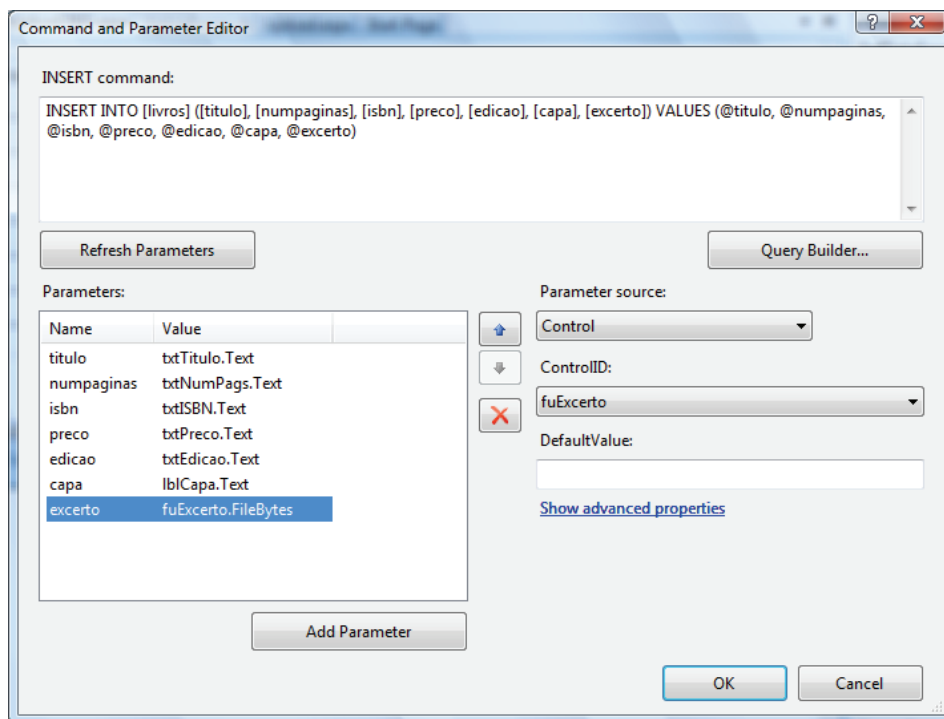 Command and Parameter Editor
INSERT command:
INSERT INTO [livros] ([titulo], [numpaginas], [isbn], [preco], [edicao], [capa], [excerto]) VALUES (@titulo, @numpaginas,
@isbn, @preco, @edicao, @capa, @excerto)
Refresh Parameters
Query Builder...
Parameters:
Name Value
titulo txtTitulo.Text
numpaginas txtNumPags.Text
isbn txtISBN.Text
preco txtPreco.Text
edicao txtEdicao.Text
capa lblCapa.Text
excerto fuExcerto.FileBytes
Add Parameter
Parameter source:
Control
ControlID:
fuExcerto
DefaultValue:
Show advanced properties
OK
Cancel